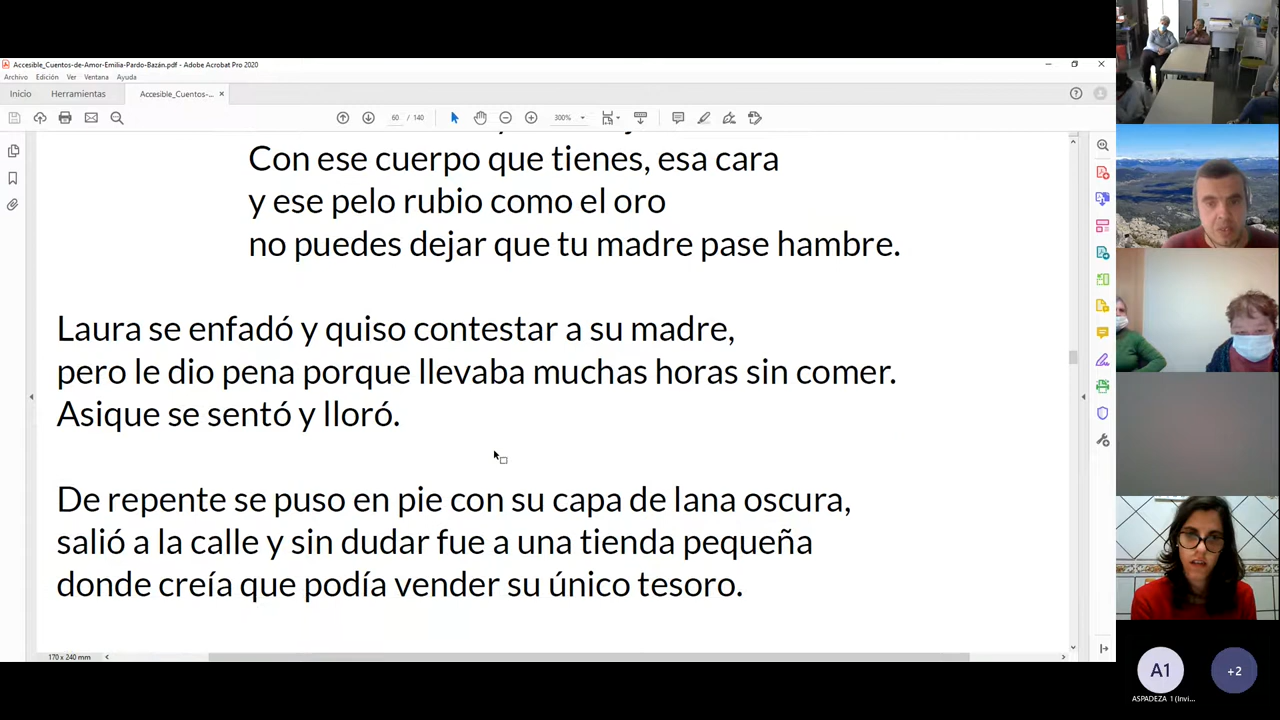 Accesible_Cuentos-de-Amor-Emilia-Pardo-Bazán.pdf - Adobe Acrobat Pro 2020
Archivo Edición Ver Ventana Ayuda
Inicio Herramientas Accesible_Cuentos-...
60 / 140 300%
Con ese cuerpo que tienes, esa cara
y ese pelo rubio como el oro
no puedes dejar que tu madre pase hambre.
Laura se enfadó y quiso contestar a su madre,
pero le dio pena porque llevaba muchas horas sin comer.
Asique se sentó y lloró.
De repente se puso en pie con su capa de lana oscura,
salió a la calle y sin dudar fue a una tienda pequeña
donde creía que podía vender su único tesoro.
170 x 240 mm
A1 +2
ASPADEZA 1 (Invi...